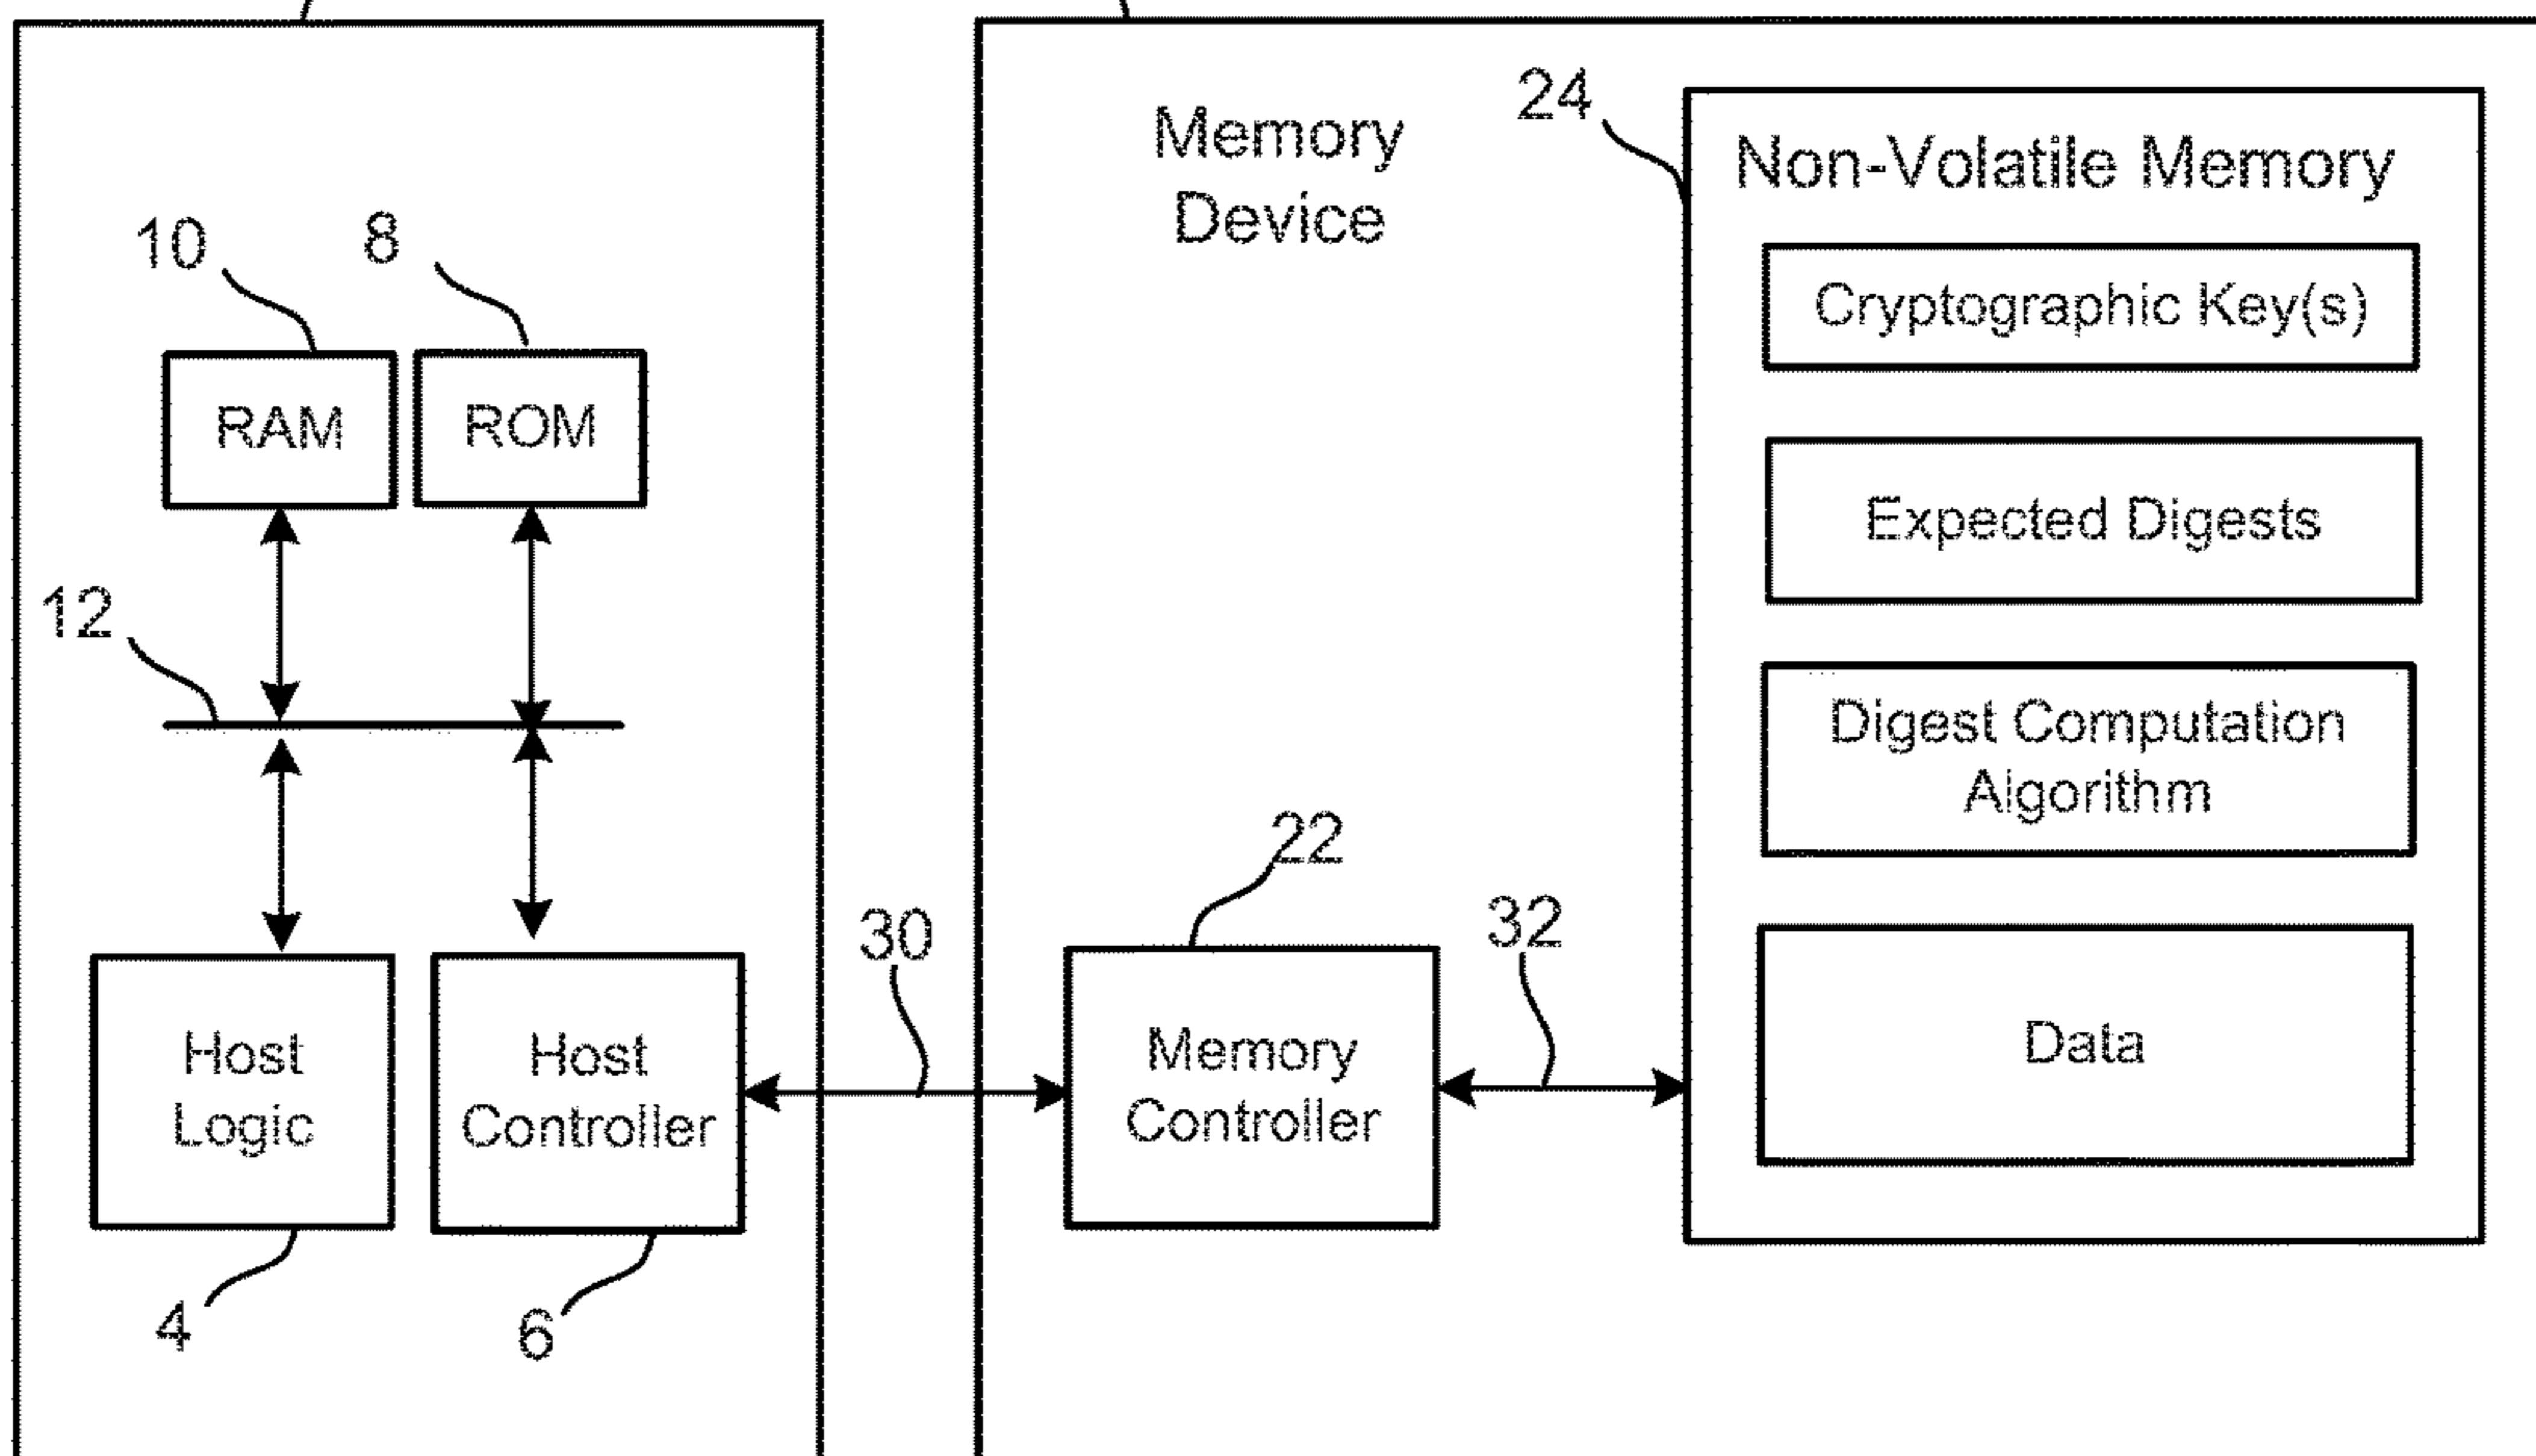 10
8
RAM
ROM
12
Host
Logic
Host
Controller
4
6
30
Memory
Device
22
Memory
Controller
32
24
Non-Volatile Memory
Cryptographic Key(s)
Expected Digests
Digest Computation
Algorithm
Data